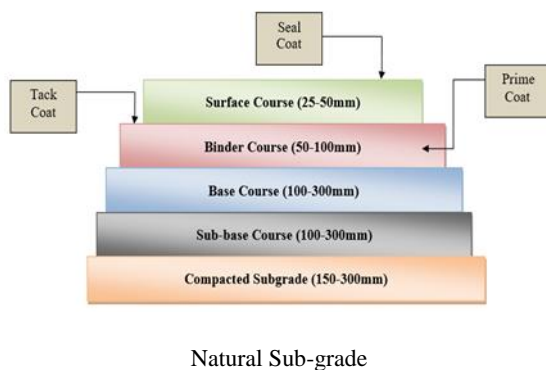 Seal
Coat
Tack
Coat
Prime
Coat
Surface Course (25-50mm)
Binder Course (50-100mm)
Base Course (100-300mm)
Sub-base Course (100-300mm)
Compacted Subgrade (150-300mm)
Natural Sub-grade